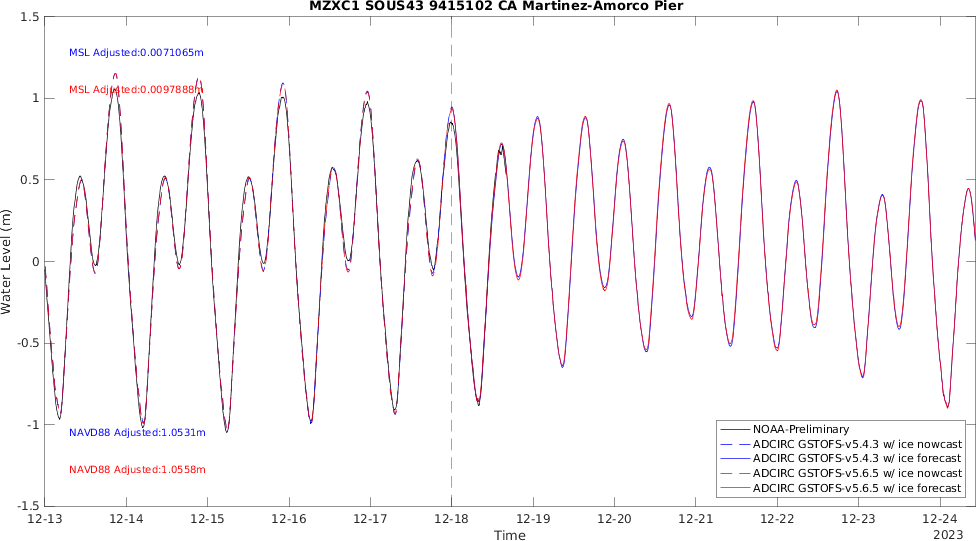 MZXC1 SOUS43 9415102 CA Martinez-Amorco Pier
1.5
1
0.5
0
-0.5
-1
-1.5
Water Level (m)
MSL Adjusted:0.0071065m
MSL Adjusted:0.0097888m
NAVD88 Adjusted:1.0531m
NAVD88 Adjusted:1.0558m
NOAA-Preliminary
ADCIRC GSTOFS-v5.4.3 w/ ice nowcast
ADCIRC GSTOFS-v5.4.3 w/ ice forecast
ADCIRC GSTOFS-v5.6.5 w/ ice nowcast
ADCIRC GSTOFS-v5.6.5 w/ ice forecast
12-13 12-14 12-15 12-16 12-17 12-18 12-19 12-20 12-21 12-22 12-23 12-24
Time
2023